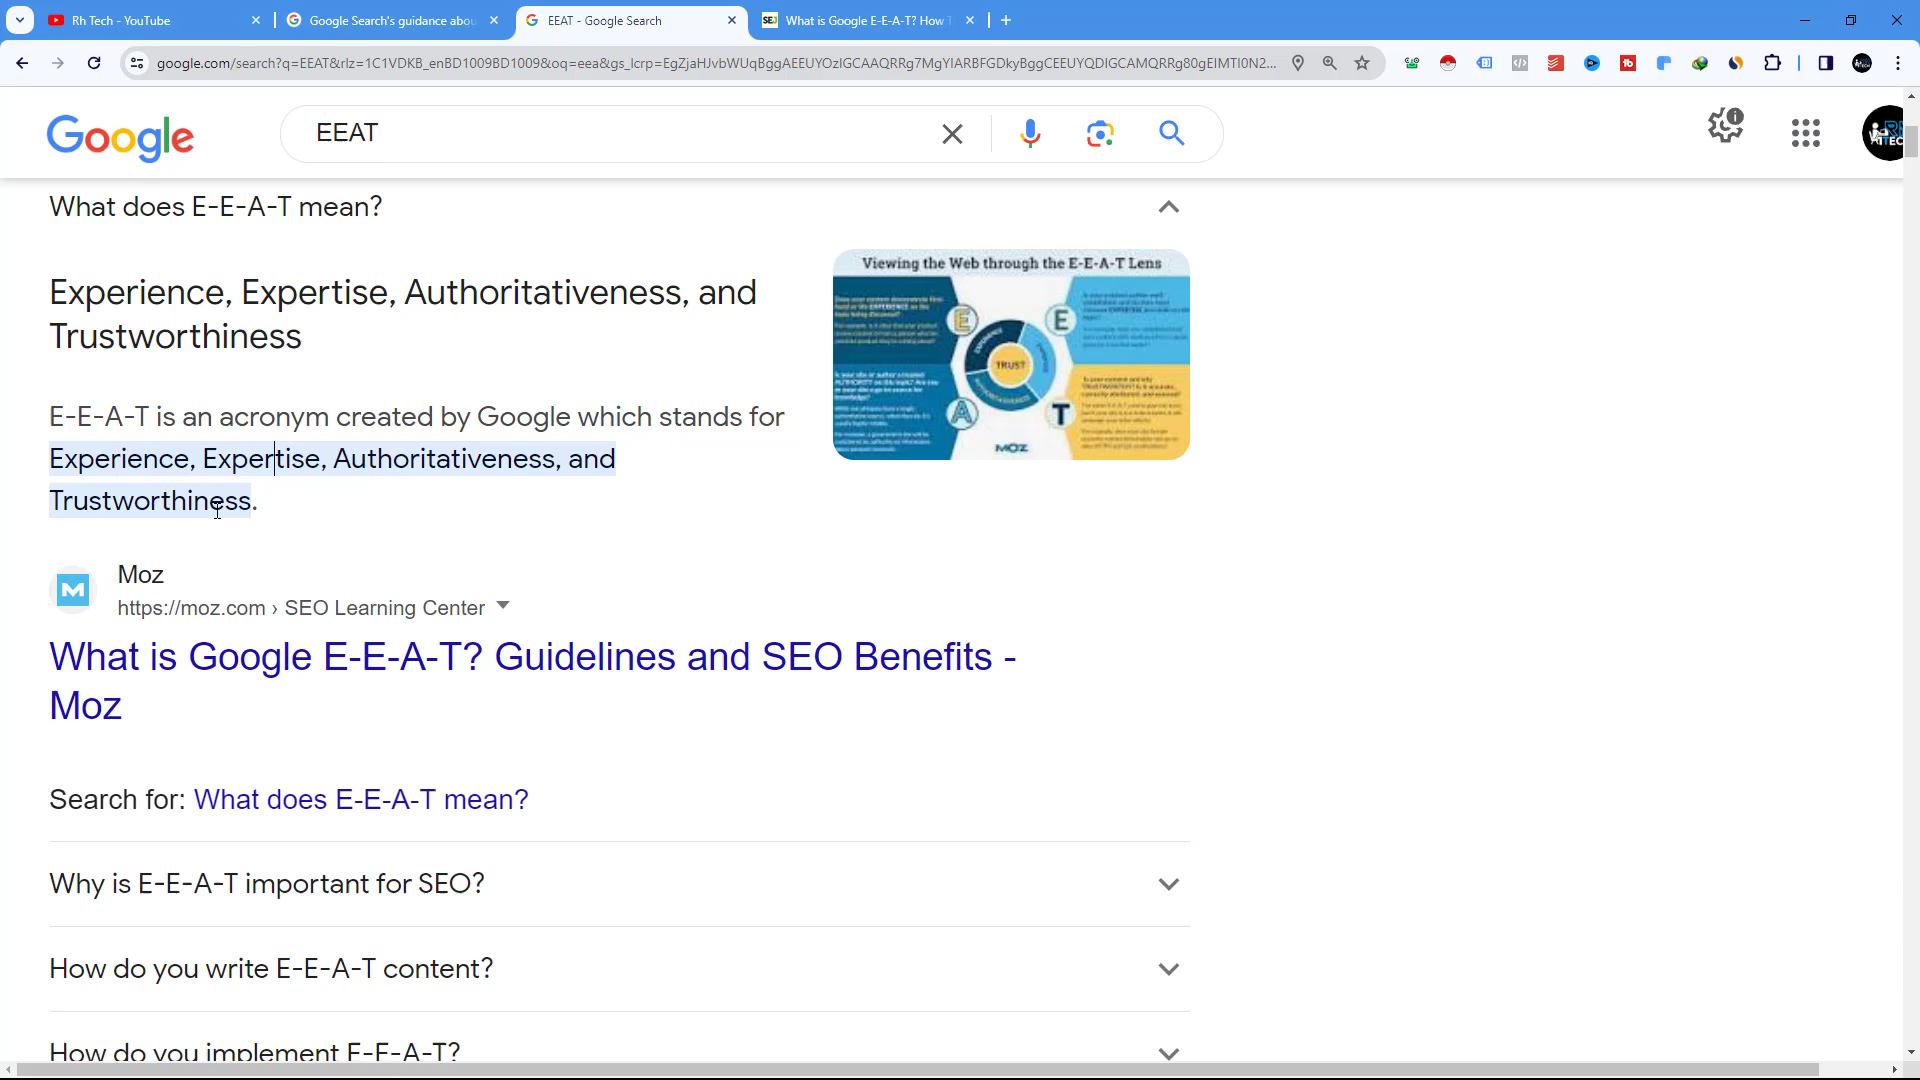 Rh Tech - YouTube
Google Search's guidance abou
EEAT - Google Search
SEJ
What is Google E-E-A-T? How T
google.com/search?q=EEAT&rlz=1C1VDKB_enBD1009BD1009&oq=eea&gs_lcrp=EgZjaHJvbWUqBggAEEUYOzIGCAAQRRg7MgYIARBFGDkyBggCEEUYQDIGCAMQRRg80gEIMTI0N2...
Google
EEAT
What does E-E-A-T mean?
Experience, Expertise, Authoritativeness, and
Trustworthiness
E-E-A-T is an acronym created by Google which stands for
Experience, Expertise, Authoritativeness, and
Trustworthiness.
Viewing the Web through the E-E-A-T Lens
E
E
EXPERIENCE
TRUST
A
T
MOZ
Moz
https://moz.com › SEO Learning Center
What is Google E-E-A-T? Guidelines and SEO Benefits -
Moz
Search for: What does E-E-A-T mean?
Why is E-E-A-T important for SEO?
How do you write E-E-A-T content?
How do you implement E-E-A-T?